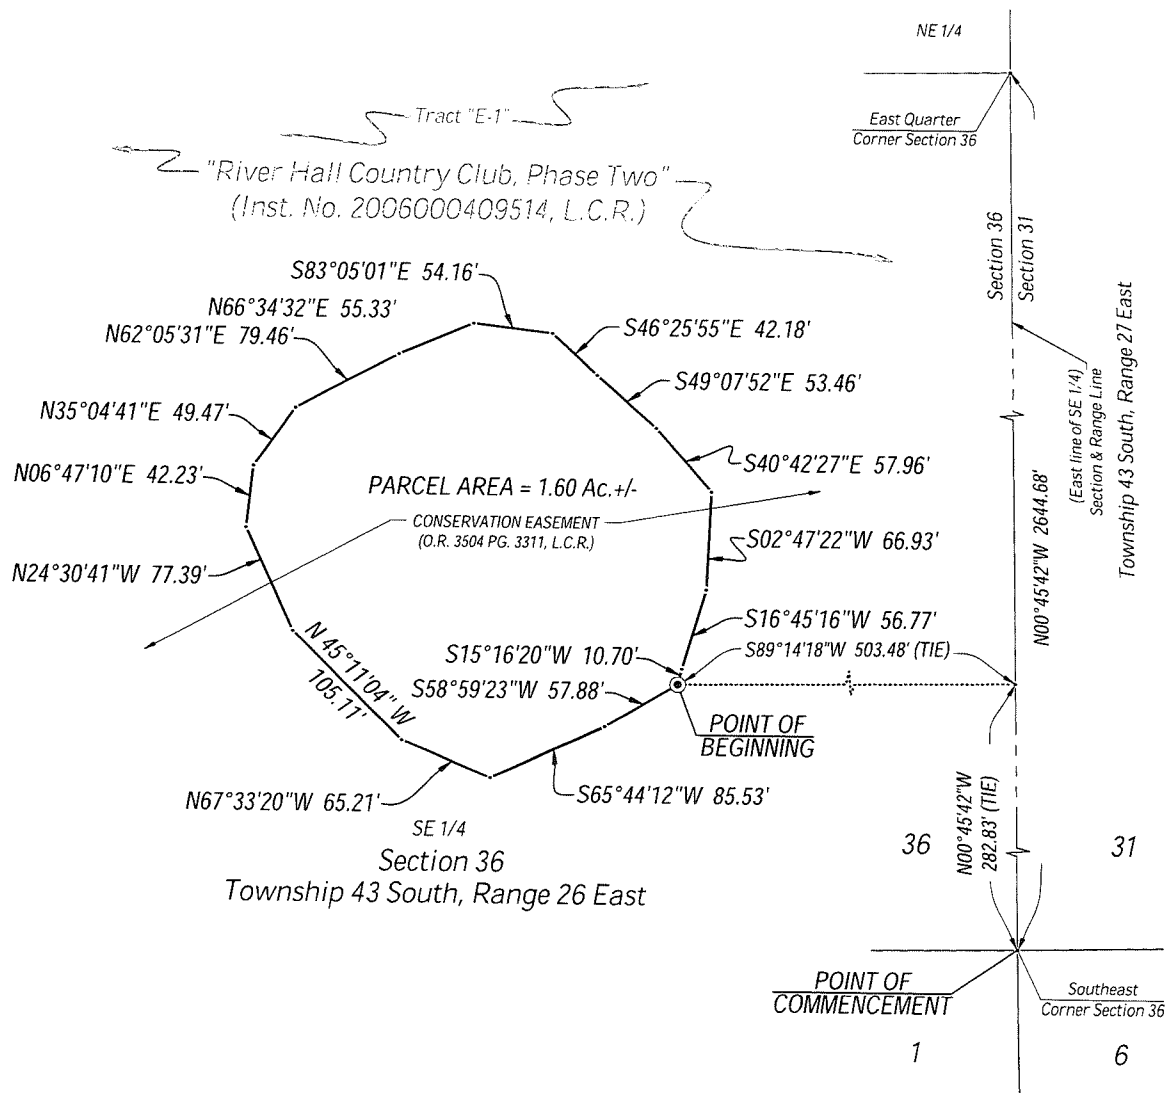 NE 1/4
East Quarter
Corner Section 36
Tract "E-1"
"River Hall Country Club, Phase Two"
(Inst. No. 2006000409514, L.C.R.)
Section 36
Section 31
S83°05'01"E 54.16'
N66°34'32"E 55.33'
N62°05'31"E 79.46'
N35°04'41"E 49.47'
N06°47'10"E 42.23'
N24°30'41"W 77.39'
S46°25'55"E 42.18'
S49°07'52"E 53.46'
S40°42'27"E 57.96'
S02°47'22"W 66.93'
S16°45'16"W 56.77'
S89°14'18"W 503.48' (TIE)
PARCEL AREA = 1.60 Ac.+/-
CONSERVATION EASEMENT
(O.R. 3504 PG. 3311, L.C.R.)
(East line of SE 1/4)
Section & Range Line
Township 43 South, Range 27 East
N00°45'42"W 2644.68'
N 45°11'04" W
105.11'
S15°16'20"W 10.70'
S58°59'23"W 57.88'
POINT OF
BEGINNING
N67°33'20"W 65.21'
S65°44'12"W 85.53'
SE 1/4
Section 36
Township 43 South, Range 26 East
N00°45'42"W
282.83' (TIE)
36
31
POINT OF
COMMENCEMENT
Southeast
Corner Section 36
1
6